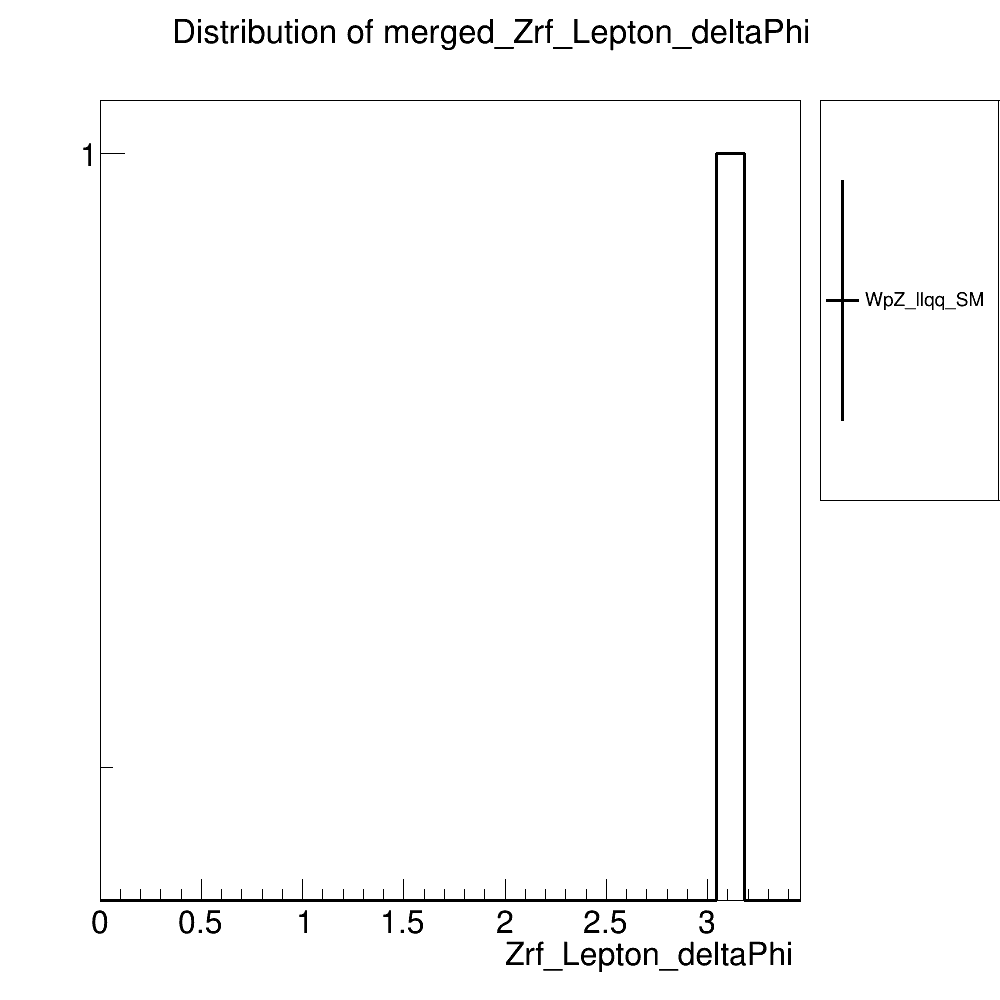 Distribution of merged_Zrf_Lepton_deltaPhi
1
WpZ_llqq_SM
0 0.5 1 1.5 2 2.5 3
Zrf_Lepton_deltaPhi